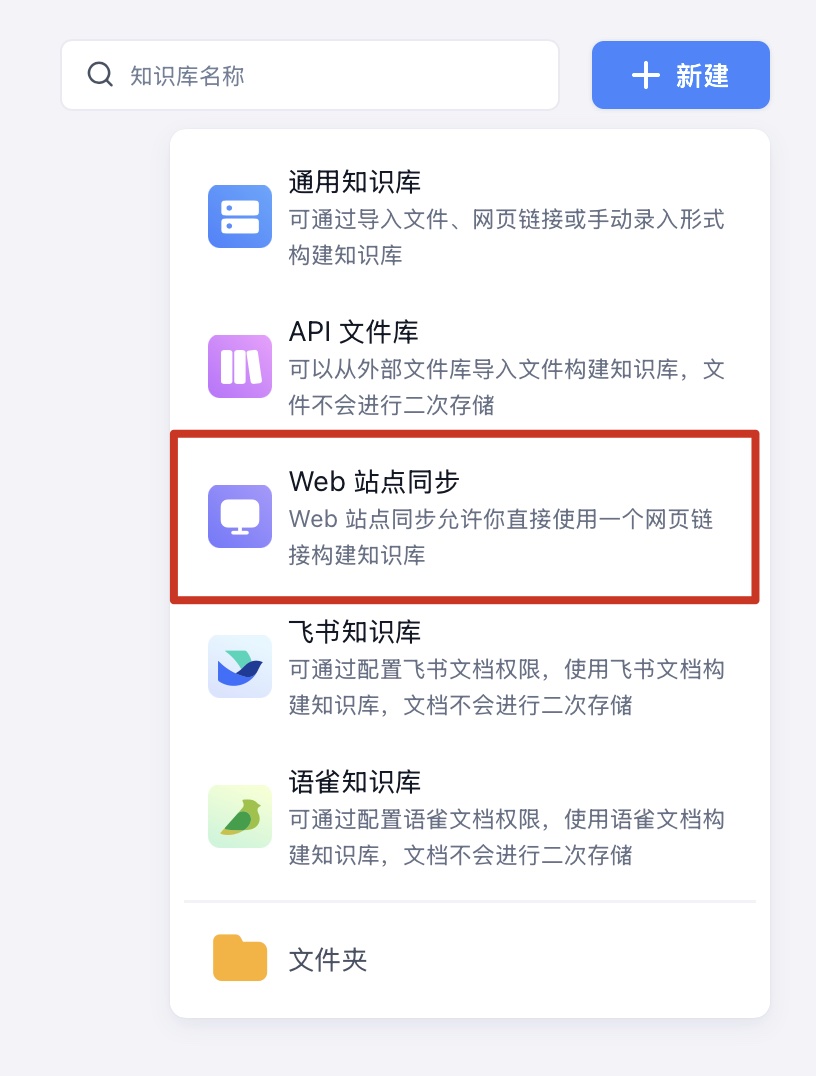 知识库名称
新建
通用知识库
可通过导入文件、网页链接或手动录入形式
构建知识库
API 文件库
可以从外部文件库导入文件构建知识库，文
件不会进行二次存储
Web 站点同步
Web 站点同步允许你直接使用一个网页链
接构建知识库
飞书知识库
可通过配置飞书文档权限，使用飞书文档构
建知识库，文档不会进行二次存储
语雀知识库
可通过配置语雀文档权限，使用语雀文档构
建知识库，文档不会进行二次存储
文件夹